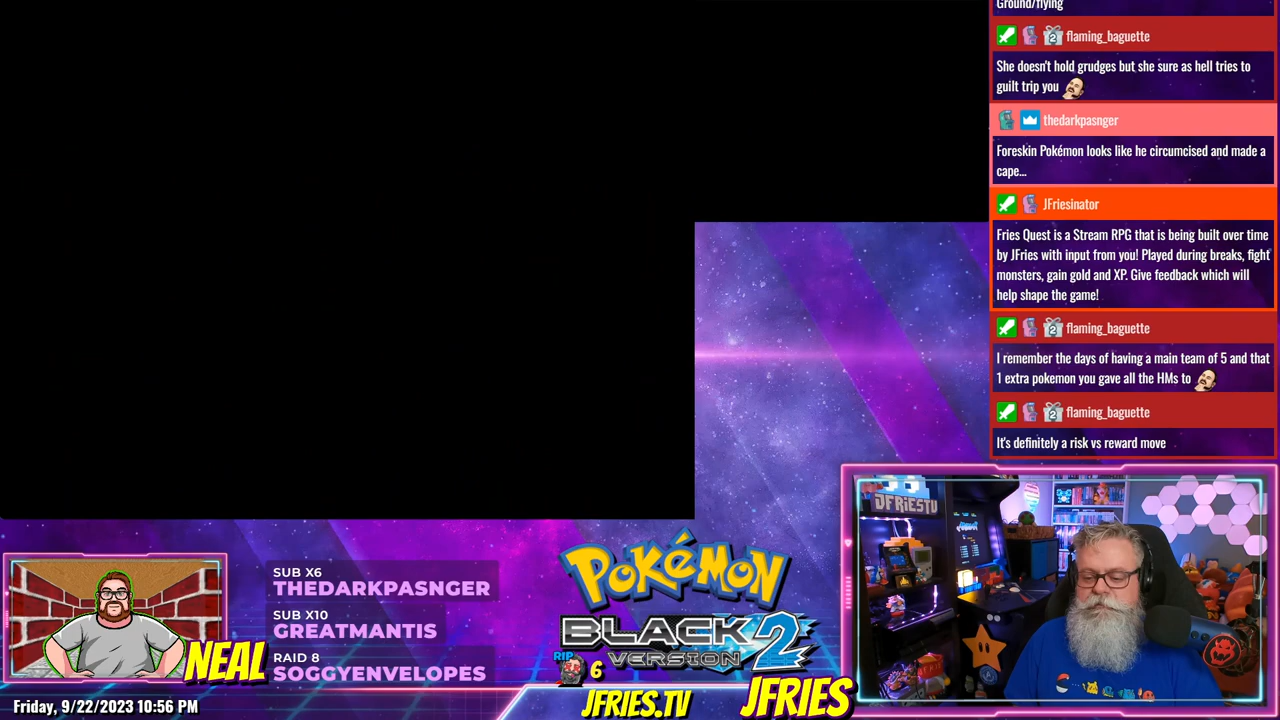 Ground/flying
flaming_baguette
She doesn't hold grudges but she sure as hell tries to
guilt trip you
thedarkpasnger
Foreskin Pokémon looks like he circumcised and made a
cape...
JFriesinator
Fries Quest is a Stream RPG that is being built over time
by JFries with input from you! Played during breaks, fight
monsters, gain gold and XP. Give feedback which will
help shape the game!
2 flaming_baguette
I remember the days of having a main team of 5 and that
1 extra pokemon you gave all the HMs to
2 flaming_baguette
It's definitely a risk vs reward move
JFRIESTV
SUB X6
THEDARKPASNGER
SUB X10
GREATMANTIS
RAID 8
SOGGYENVELOPES
NEAL
POKéMON
BLACK 2
VERSION
RIP 6
JFRIES.TV
JFRIES
Friday, 9/22/2023 10:56 PM